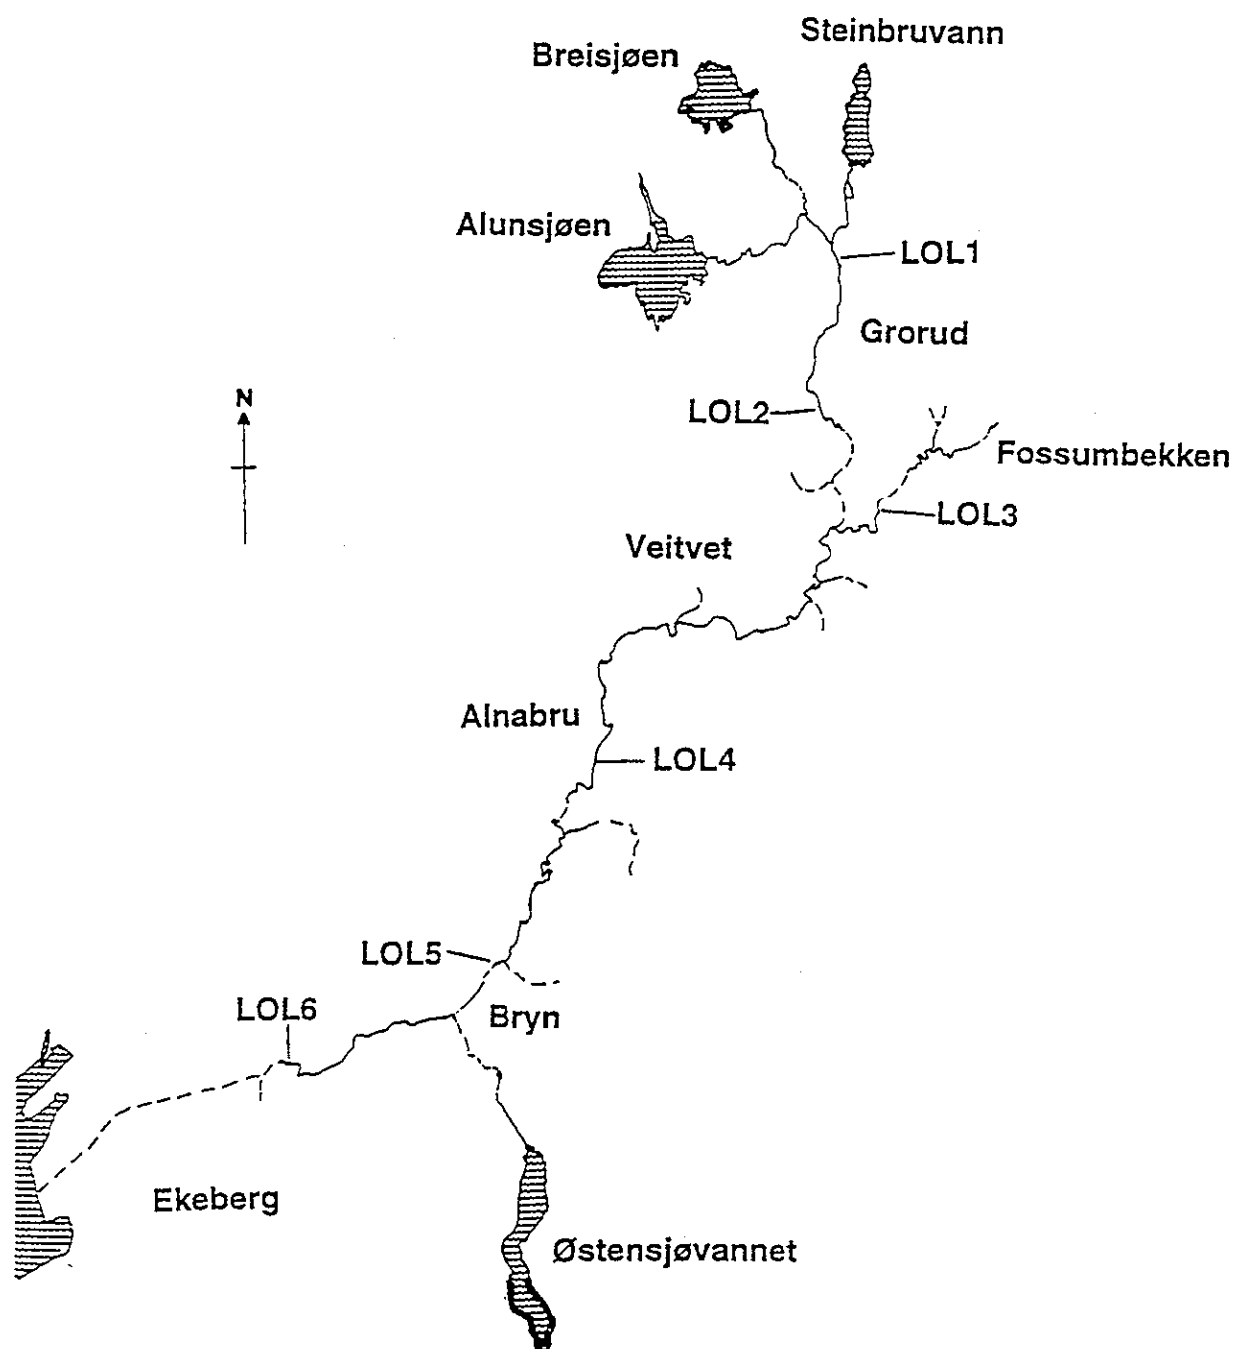 Steinbruvann
Breisjøen
Alunsjøen
LOL1
Grorud
N
LOL2
Fossumbekken
LOL3
Veitvet
Alnabru
LOL4
LOL5
LOL6
Bryn
Ekeberg
Østensjøvannet